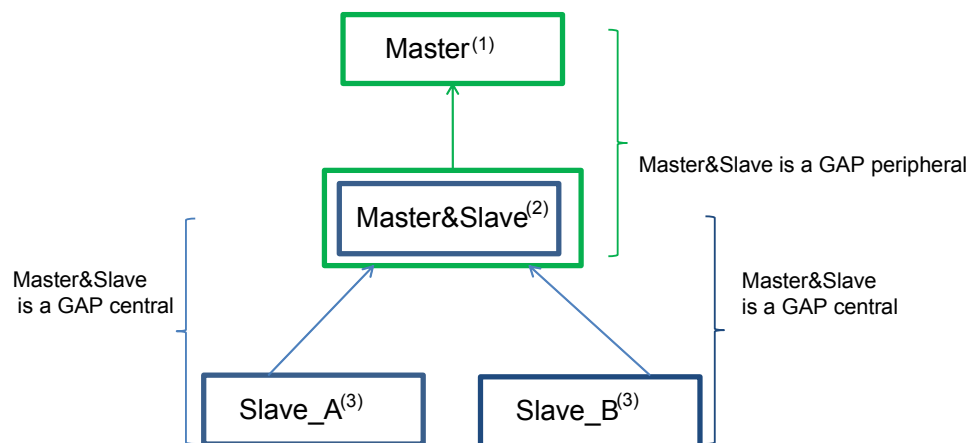 Master(1)
Master&Slave is a GAP peripheral
Master&Slave(2)
Master&Slave
is a GAP central
Master&Slave
is a GAP central
Slave_A(3)
Slave_B(3)